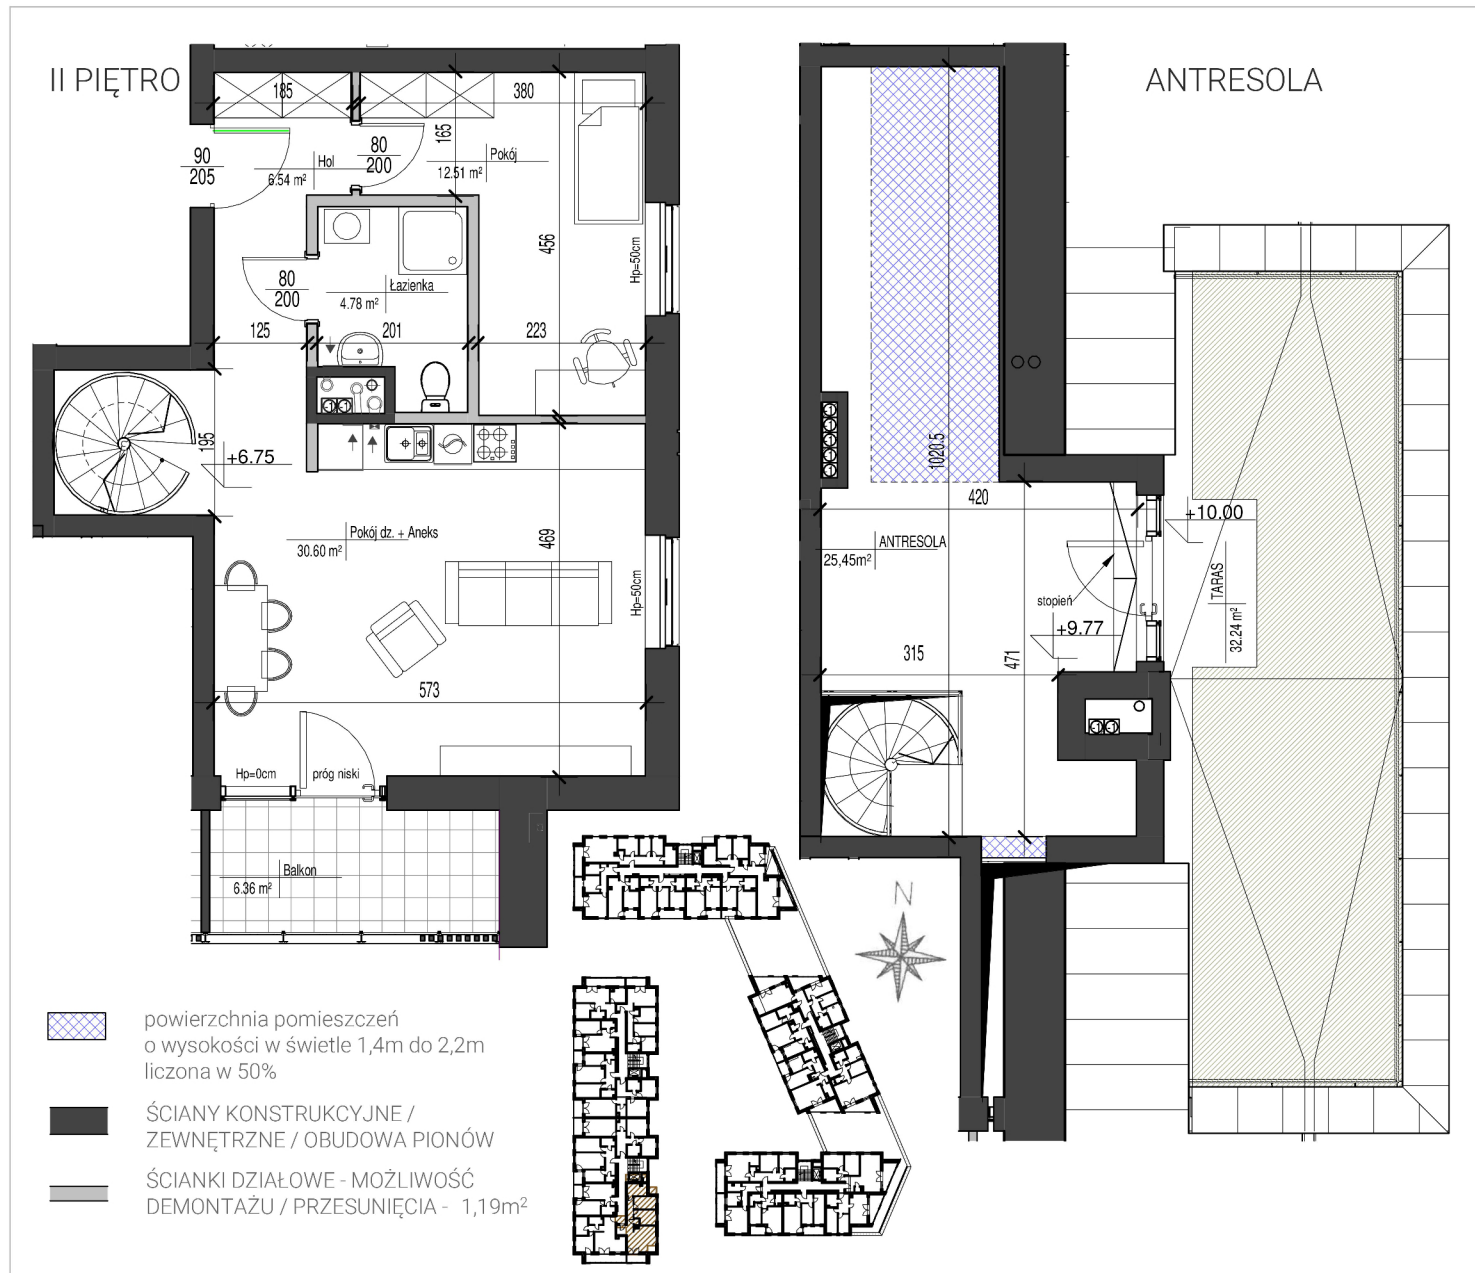 II PIĘTRO
ANTRESOLA
185
380
165
90
205
80
200
Hol
6.54 m²
Pokój
12.51 m²
456
Hp=50cm
80
200
Łazienka
4.78 m²
125
201
223
195
+6.75
Pokój dz. + Aneks
30.60 m²
469
Hp=50cm
573
Hp=0cm
próg niski
Balkon
6.36 m²
1020.5
420
+10.00
ANTRESOLA
25,45m²
TARAS
32.24 m²
stopień
+9.77
315
471
N
powierzchnia pomieszczeń
o wysokości w świetle 1,4m do 2,2m
liczona w 50%
ŚCIANY KONSTRUKCYJNE /
ZEWNĘTRZNE / OBUDOWA PIONÓW
ŚCIANKI DZIAŁOWE - MOŻLIWOŚĆ
DEMONTAŻU / PRZESUNIĘCIA - 1,19m²